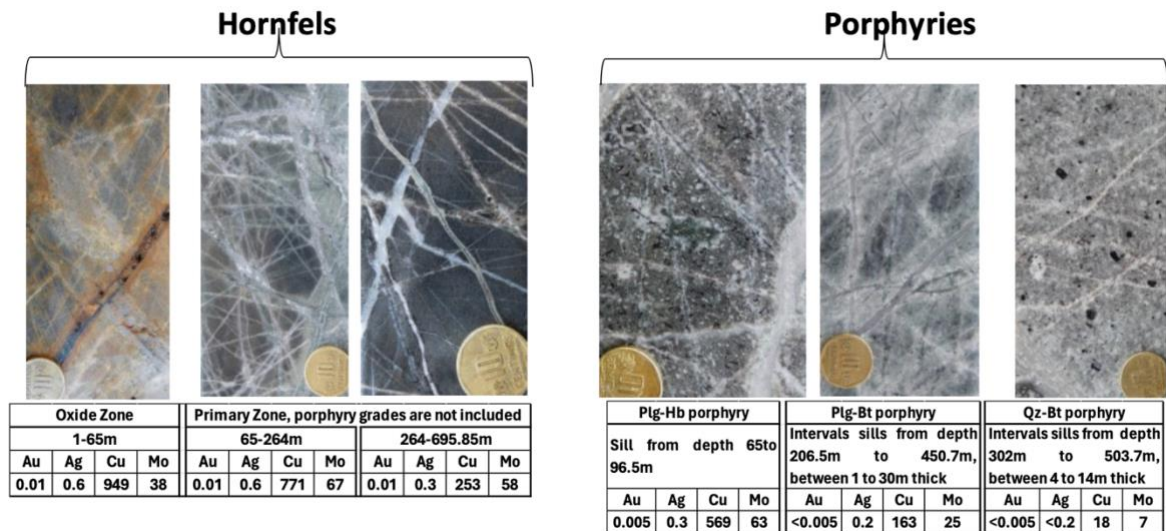 Hornfels
Porphyries
Oxide Zone
1-65m
Au Ag Cu Mo
0.01 0.6 949 38
Primary Zone, porphyry grades are not included
65-264m 264-695.85m
Au Ag Cu Mo Au Ag Cu Mo
0.01 0.6 771 67 0.01 0.3 253 58
Plg-Hb porphyry
Sill from depth 65to
96.5m
Au Ag Cu Mo
0.005 0.3 569 63
Plg-Bt porphyry
Intervals sills from depth
206.5m to 450.7m,
between 1 to 30m thick
Au Ag Cu Mo
<0.005 0.2 163 25
Qz-Bt porphyry
Intervals sills from depth
302m to 503.7m,
between 4 to 14m thick
Au Ag Cu Mo
<0.005 <0.2 18 7